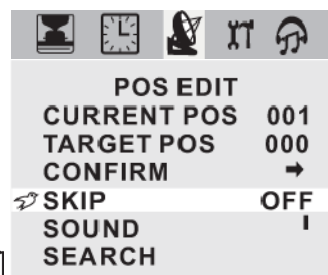 POS EDIT
CURRENT POS 001
TARGET POS 000
CONFIRM ➡
SKIP OFF
SOUND
SEARCH